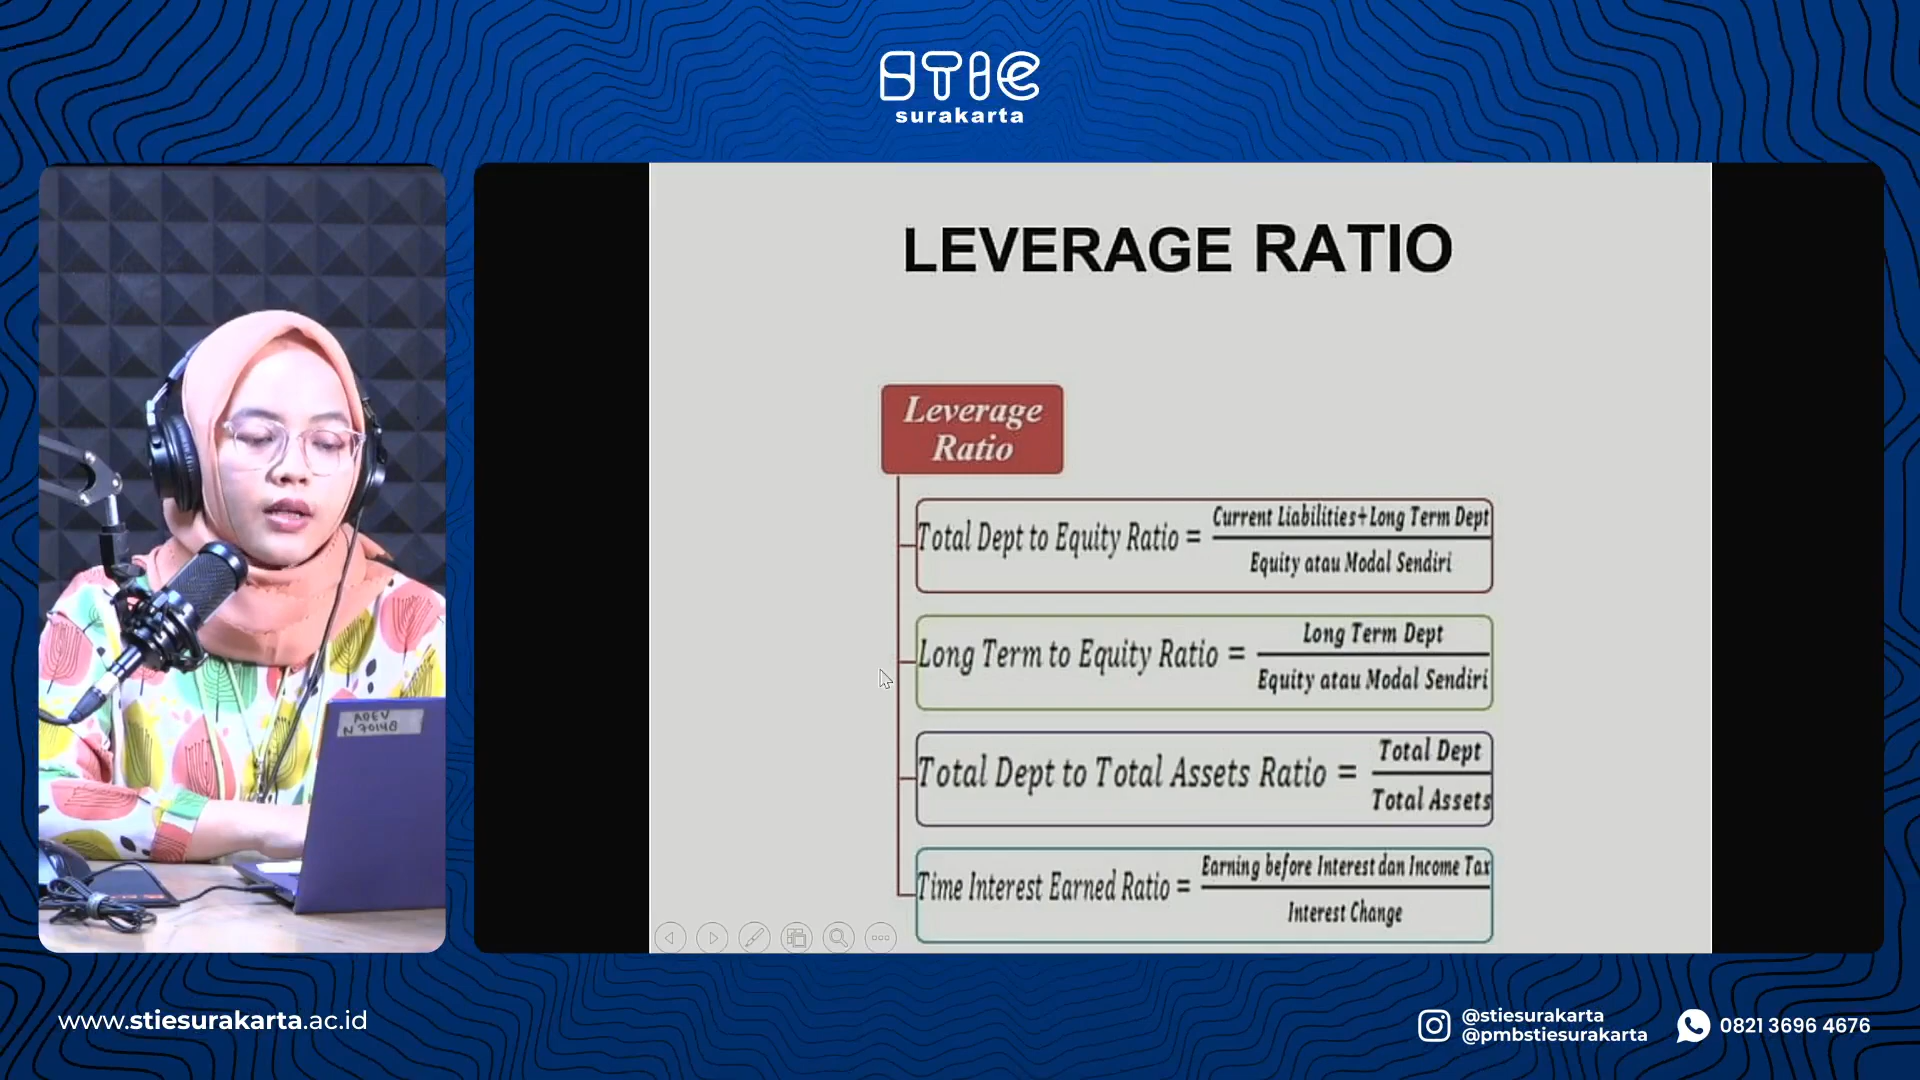 STIE
surakarta
LEVERAGE RATIO
Leverage
Ratio
Total Dept to Equity Ratio = Current Liabilities+Long Term Dept
Equity atau Modal Sendiri
Long Term to Equity Ratio = Long Term Dept
Equity atau Modal Sendiri
Total Dept to Total Assets Ratio = Total Dept
Total Assets
Time Interest Earned Ratio = Earning before Interest dan Income Tax
Interest Change
www.stiesurakarta.ac.id
@stiesurakarta
@pmbstiesurakarta
0821 3696 4676